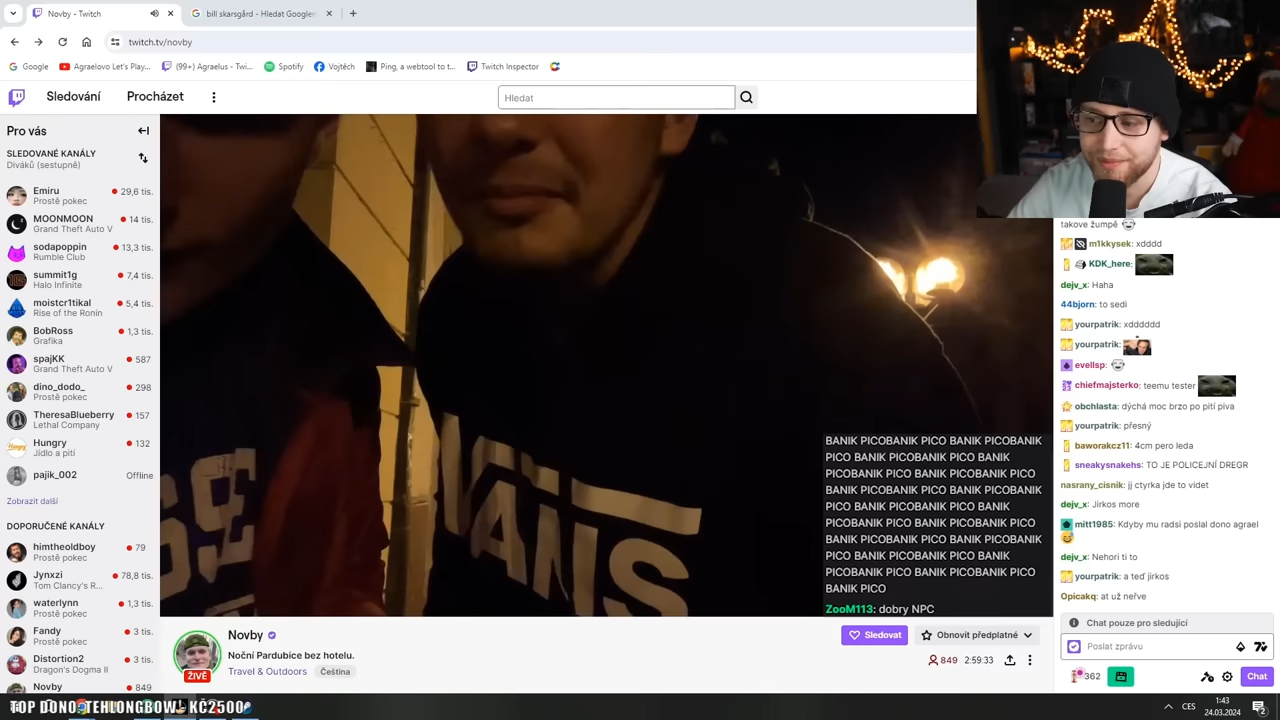 Novby - Twitch
bill skarsgård - Hledat Google
twitch.tv/novby
Google
Agraelovo Let's Play...
(99+) Agraelus - Twi...
Spotify
Vojtěch
Ping, a webtool to t...
Twitch Inspector
Sledování
Procházet
Hledat
Pro vás
SLEDOVANÉ KANÁLY
Diváků (sestupně)
Emiru
29,6 tis.
Prostě pokec
MOONMOON
14 tis.
Grand Theft Auto V
sodapoppin
13,3 tis.
Rumble Club
summit1g
7,4 tis.
Halo Infinite
moistcr1tikal
5,4 tis.
Rise of the Ronin
BobRoss
1,3 tis.
Grafika
spajKK
587
Grand Theft Auto V
dino_dodo_
298
Prostě pokec
TheresaBlueberry
157
Lethal Company
Hungry
132
Jídlo a pití
pajik_002
Offline
Zobrazit další
DOPORUČENÉ KANÁLY
himtheoldboy
79
Prostě pokec
Jynxzi
78,8 tis.
Tom Clancy's R...
waterlynn
1,3 tis.
Prostě pokec
Fandy
3 tis.
Prostě pokec
Distortion2
3 tis.
Dragon's Dogma II
Novby
849
BANIK PICOBANIK PICO BANIK PICOBANIK
PICO BANIK PICOBANIK PICO BANIK
PICOBANIK PICO BANIK PICOBANIK PICO
BANIK PICOBANIK PICO BANIK PICOBANIK
PICO BANIK PICOBANIK PICO BANIK
PICOBANIK PICO BANIK PICOBANIK PICO
BANIK PICOBANIK PICO BANIK PICOBANIK
PICO BANIK PICOBANIK PICO BANIK
PICOBANIK PICO BANIK PICOBANIK PICO
BANIK PICO
ZooM113: dobry NPC
Novby
Noční Pardubice bez hotelu.
Travel & Outdoors
Čeština
ŽIVĚ
Sledovat
Obnovit předplatné
849
2:59:33
takove žumpě
m1kkysek: xdddd
KDK_here:
dejv_x: Haha
44bjorn: to sedi
yourpatrik: xdddddd
yourpatrik:
evellsp:
chiefmajsterko: teemu tester
obchlasta: dýchá moc brzo po pití piva
yourpatrik: přesný
baworakcz11: 4cm pero leda
sneakysnakehs: TO JE POLICEJNÍ DREGR
nasrany_cisnik: jj ctyrka jde to videt
dejv_x: Jirkos more
mitt1985: Kdyby mu radsi poslal dono agrael
dejv_x: Nehori ti to
yourpatrik: a teď jirkos
Opicakq: at už neřve
Chat pouze pro sledující
Poslat zprávu
362
Chat
TOP DONO: TEHUNGBOW - KČ2500
CES
1:43
24.03.2024
2